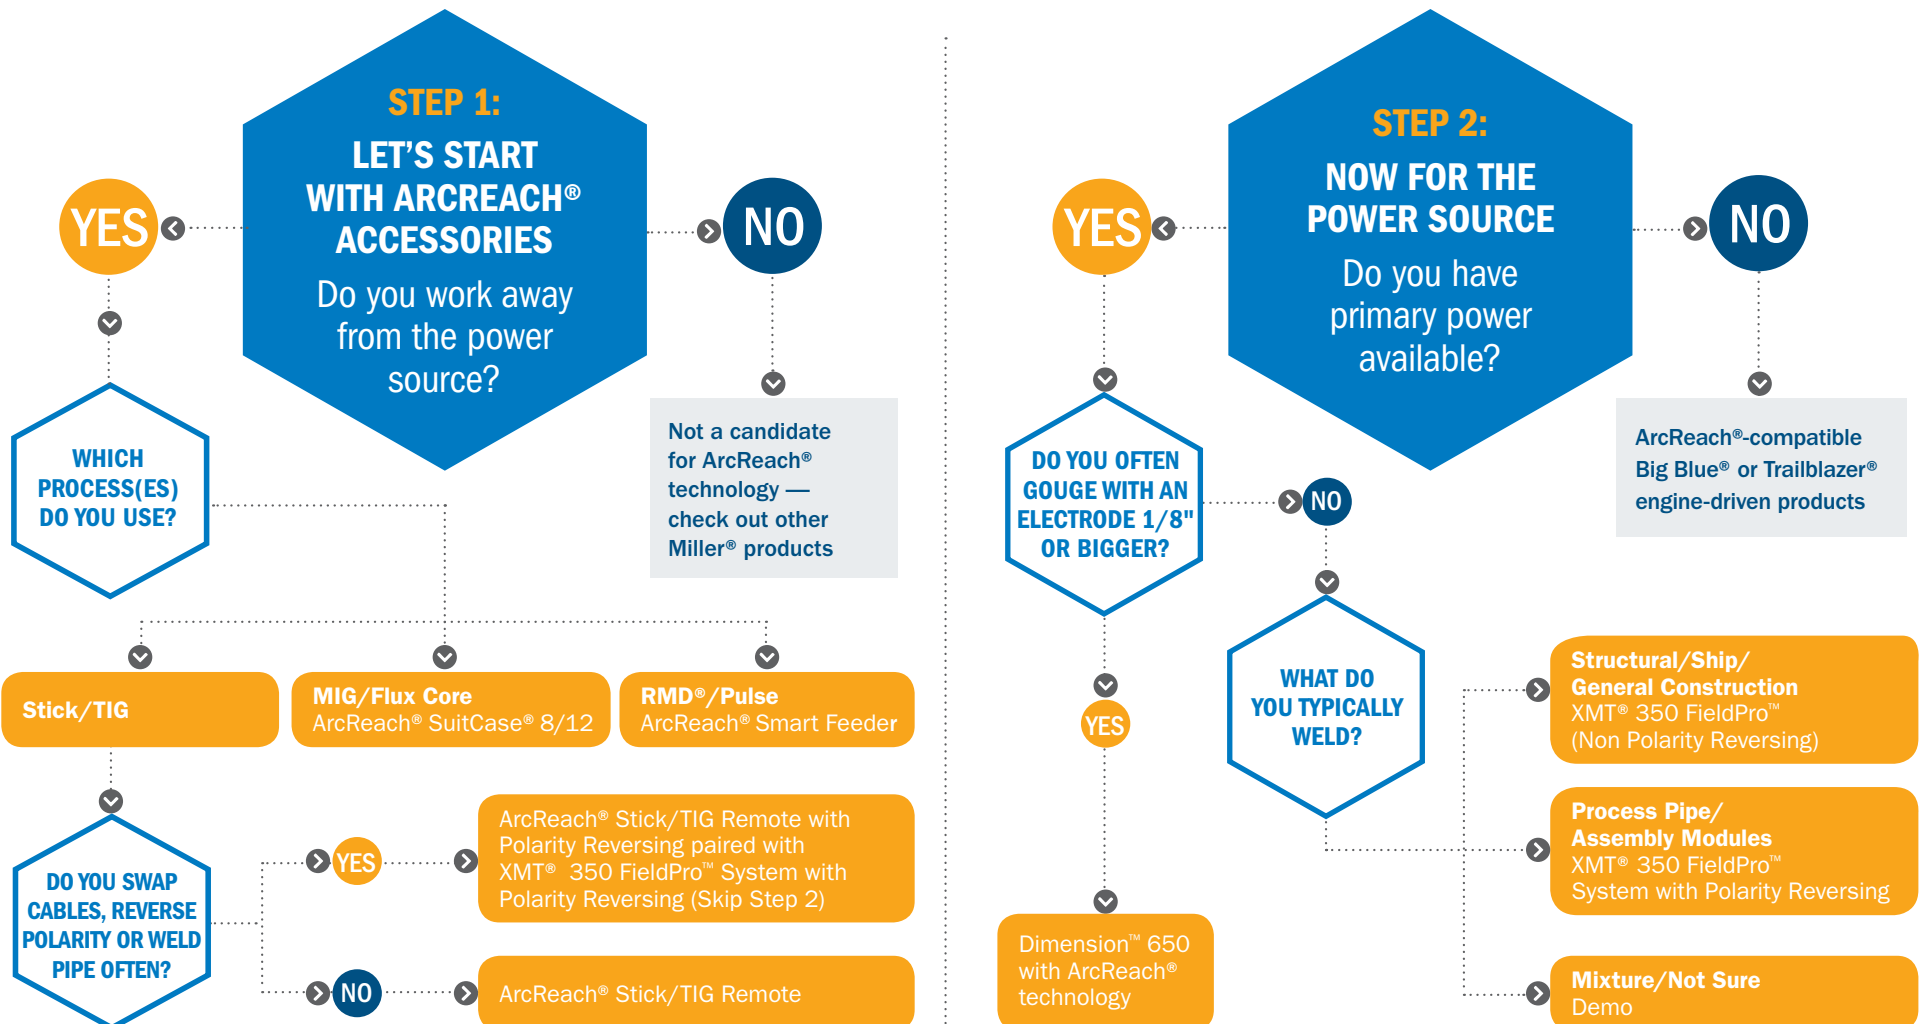 STEP 1:
LET'S START
WITH ARCREACH®
ACCESSORIES
Do you work away
from the power
source?
YES
NO
WHICH
PROCESS(ES)
DO YOU USE?
Not a candidate
for ArcReach®
technology —
check out other
Miller® products
Stick/TIG
MIG/Flux Core
ArcReach® SuitCase® 8/12
RMD®/Pulse
ArcReach® Smart Feeder
DO YOU SWAP
CABLES, REVERSE
POLARITY OR WELD
PIPE OFTEN?
YES
ArcReach® Stick/TIG Remote with
Polarity Reversing paired with
XMT® 350 FieldPro™ System with
Polarity Reversing (Skip Step 2)
NO
ArcReach® Stick/TIG Remote
STEP 2:
NOW FOR THE
POWER SOURCE
Do you have
primary power
available?
YES
NO
DO YOU OFTEN
GOUGE WITH AN
ELECTRODE 1/8"
OR BIGGER?
NO
ArcReach®-compatible
Big Blue® or Trailblazer®
engine-driven products
YES
Dimension™ 650
with ArcReach®
technology
WHAT DO
YOU TYPICALLY
WELD?
Structural/Ship/
General Construction
XMT® 350 FieldPro™
(Non Polarity Reversing)
Process Pipe/
Assembly Modules
XMT® 350 FieldPro™
System with Polarity Reversing
Mixture/Not Sure
Demo